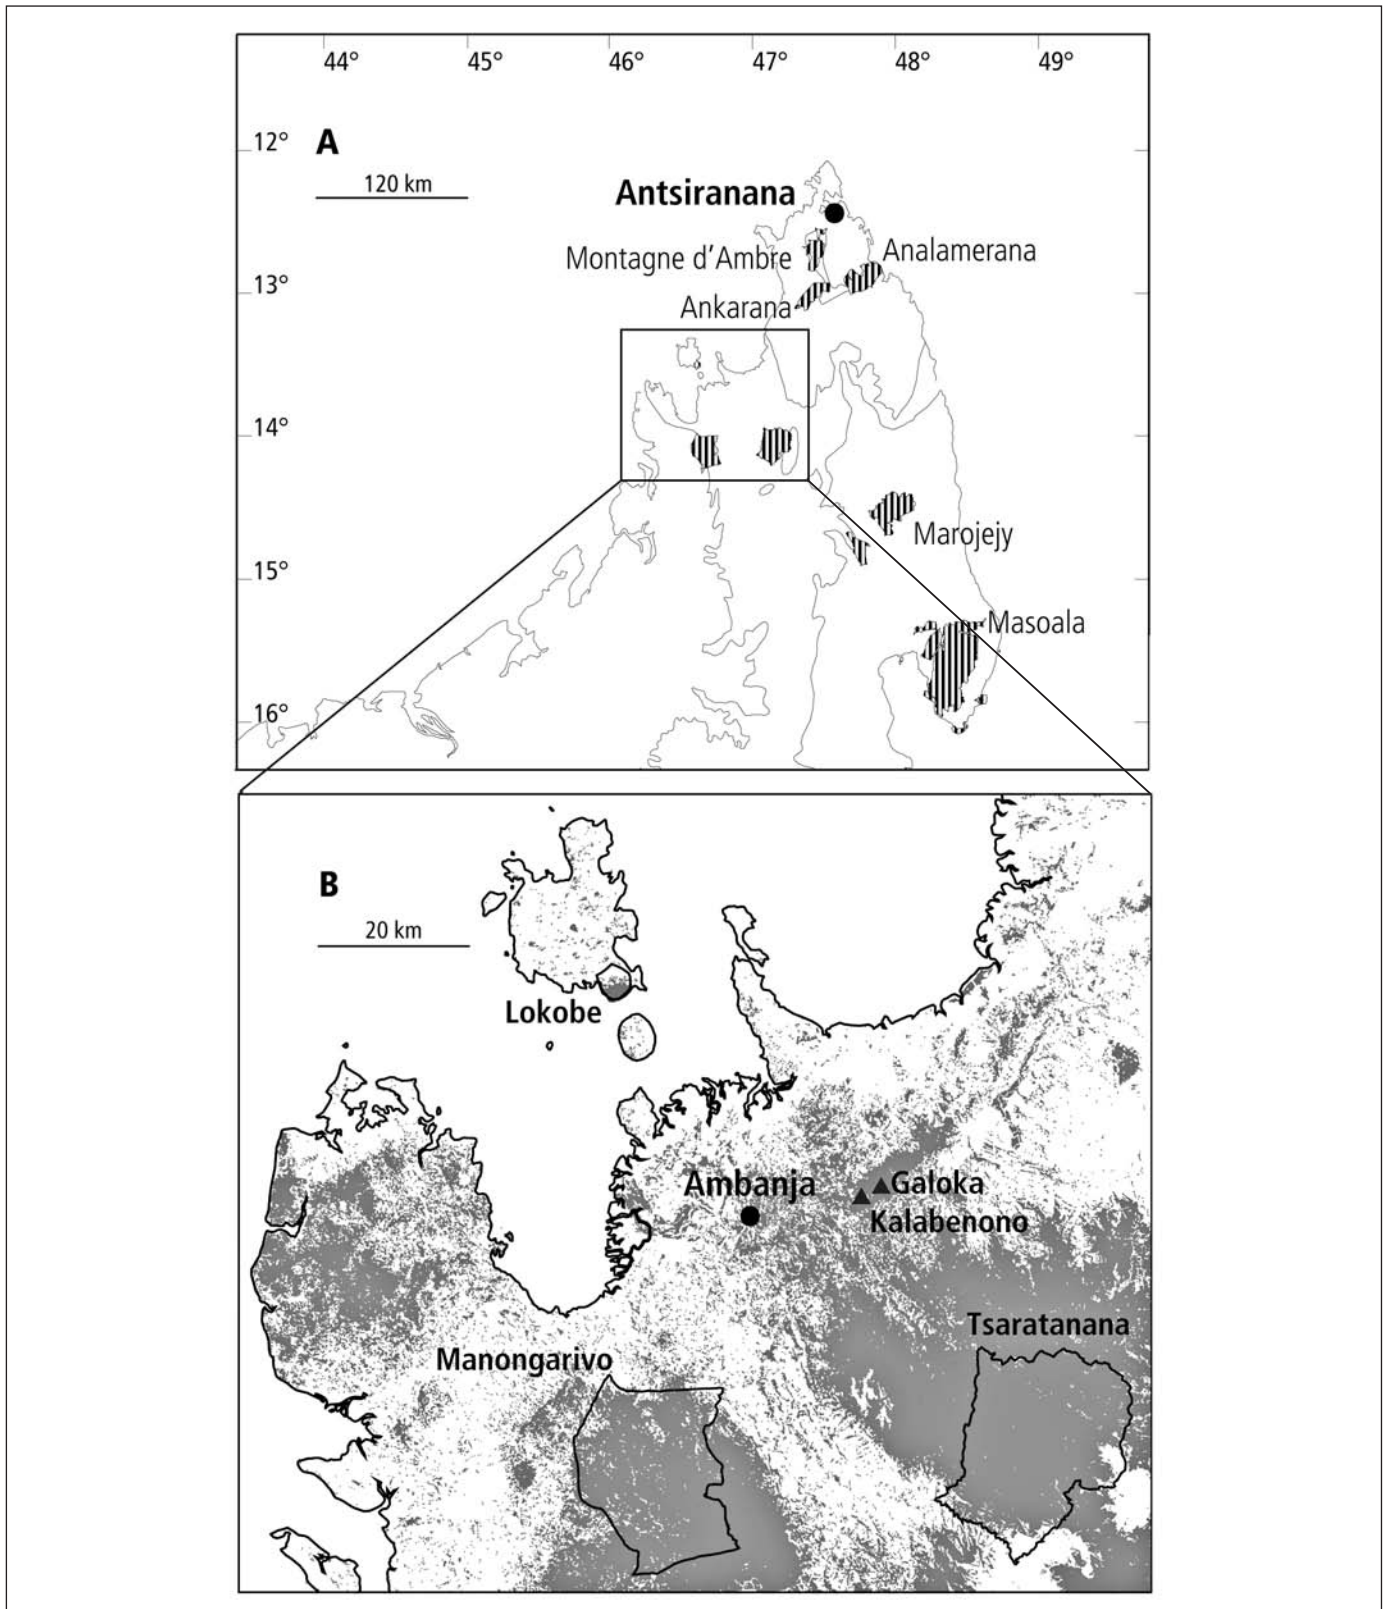 44° 45° 46° 47° 48° 49°
12°
A
120 km
Antsiranana
Montagne d'Ambre
Analamerana
13°
Ankarana
14°
Marojejy
15°
Masoala
16°
B
20 km
Lokobe
Ambanja
Galoka
Kalabenono
Tsaratanana
Manongarivo